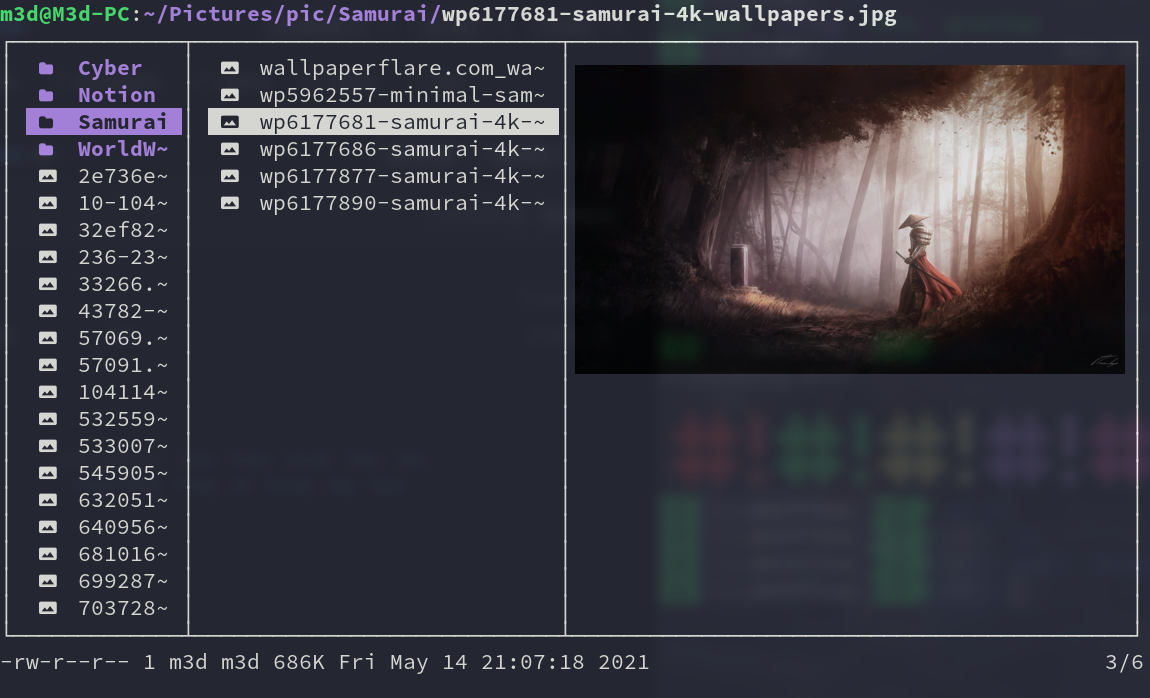 m3d@M3d-PC:~/Pictures/pic/Samurai/wp6177681-samurai-4k-wallpapers.jpg
Cyber
Notion
Samurai
WorldW~
2e736e~
10-104~
32ef82~
236-23~
33266.~
43782-~
57069.~
57091.~
104114~
532559~
533007~
545905~
632051~
640956~
681016~
699287~
703728~
wallpaperflare.com_wa~
wp5962557-minimal-sam~
wp6177681-samurai-4k-~
wp6177686-samurai-4k-~
wp6177877-samurai-4k-~
wp6177890-samurai-4k-~
-rw-r--r-- 1 m3d m3d 686K Fri May 14 21:07:18 2021
3/6